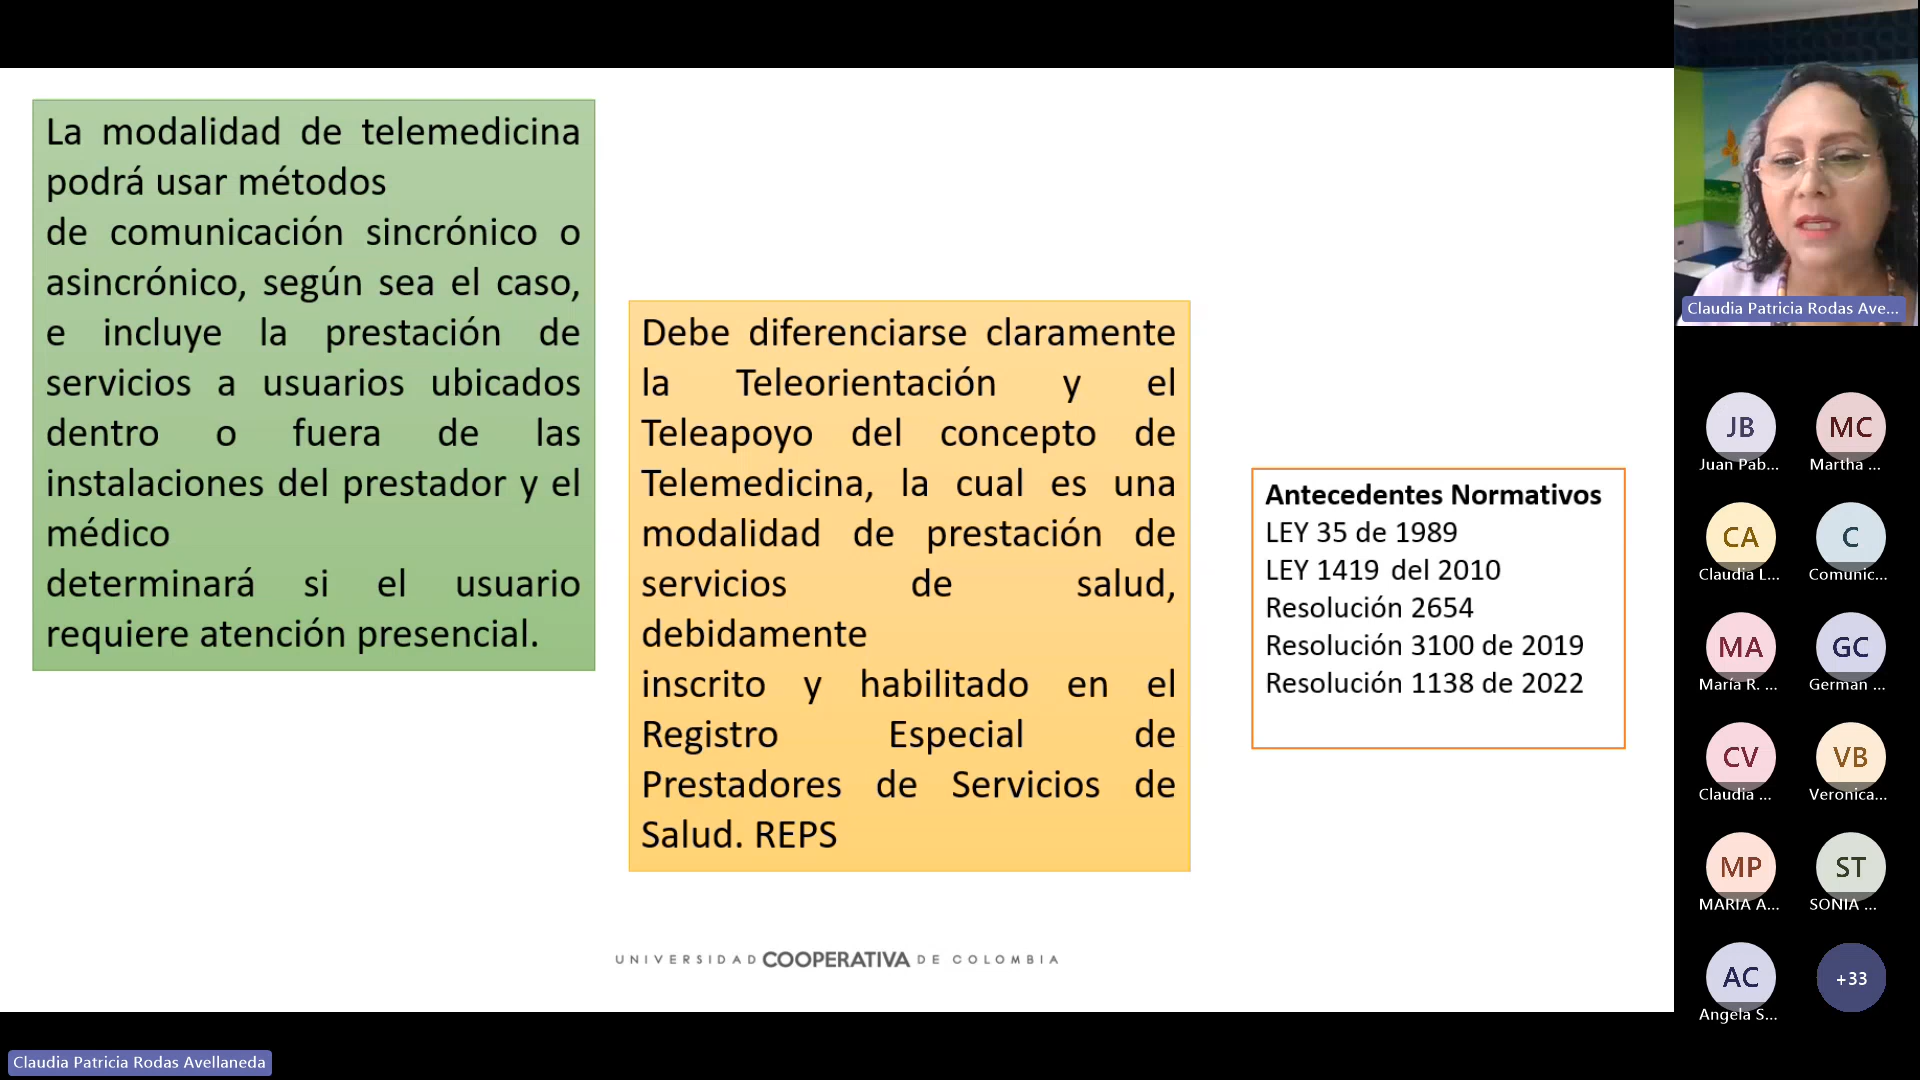 La modalidad de telemedicina
podrá usar métodos
de comunicación sincrónico o
asincrónico, según sea el caso,
e incluye la prestación de
servicios a usuarios ubicados
dentro o fuera de las
instalaciones del prestador y el
médico
determinará si el usuario
requiere atención presencial.
Debe diferenciarse claramente
la Teleorientación y el
Teleapoyo del concepto de
Telemedicina, la cual es una
modalidad de prestación de
servicios de salud,
debidamente
inscrito y habilitado en el
Registro Especial de
Prestadores de Servicios de
Salud. REPS
Antecedentes Normativos
LEY 35 de 1989
LEY 1419 del 2010
Resolución 2654
Resolución 3100 de 2019
Resolución 1138 de 2022
UNIVERSIDAD COOPERATIVA DE COLOMBIA
Claudia Patricia Rodas Avellaneda
Claudia Patricia Rodas Ave...
JB
Juan Pab...
MC
Martha ...
CA
Claudia L...
C
Comunic...
MA
María R. ...
GC
German ...
CV
Claudia ...
VB
Veronica...
MP
MARIA A...
ST
SONIA ...
AC
Angela S...
+33